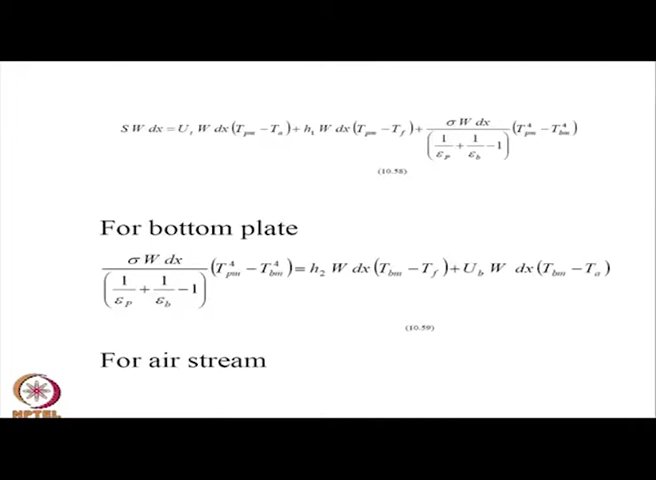 S W dx = U_t W dx (T_pm − T_a) + h_1 W dx (T_pm − T_f) + σ W dx / (1/ε_p + 1/ε_b − 1) (T_pm^4 − T_bm^4)
(10.58)
For bottom plate
σ W dx / (1/ε_p + 1/ε_b − 1) (T_pm^4 − T_bm^4) = h_2 W dx (T_bm − T_f) + U_b W dx (T_bm − T_a)
(10.59)
For air stream
NPTEL